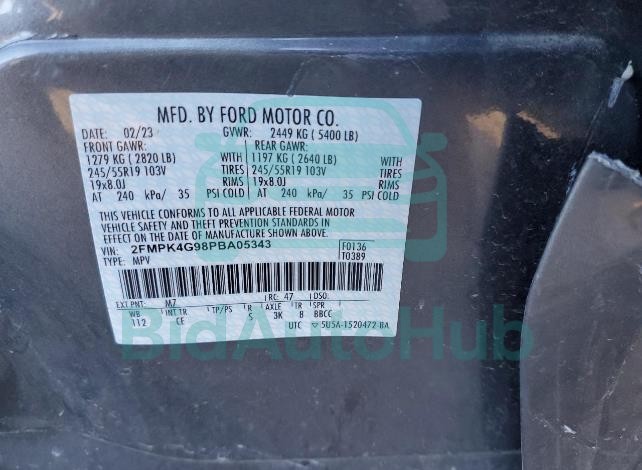 MFD. BY FORD MOTOR CO.
DATE: 02/23 GVWR: 2449 KG ( 5400 LB)
FRONT GAWR: REAR GAWR:
1279 KG ( 2820 LB) WITH 1197 KG ( 2640 LB) WITH
245/55R19 103V TIRES 245/55R19 103V TIRES
19x8.0J RIMS 19x8.0J RIMS
AT 240 kPa/ 35 PSI COLD AT 240 kPa/ 35 PSI COLD
THIS VEHICLE CONFORMS TO ALL APPLICABLE FEDERAL MOTOR
VEHICLE SAFETY AND THEFT PREVENTION STANDARDS IN
EFFECT ON THE DATE OF MANUFACTURE SHOWN ABOVE.
VIN: 2FMPK4G98PBA05343 F0136
TYPE: MPV T0389
EXT PNT: M7 RC: 47 DSO:
WB INT TR TP/PS R AXLE TR SPR
112 CE 5 3K 8 BBCC
UTC 5U5A-1520472-BA
BidAutoHub